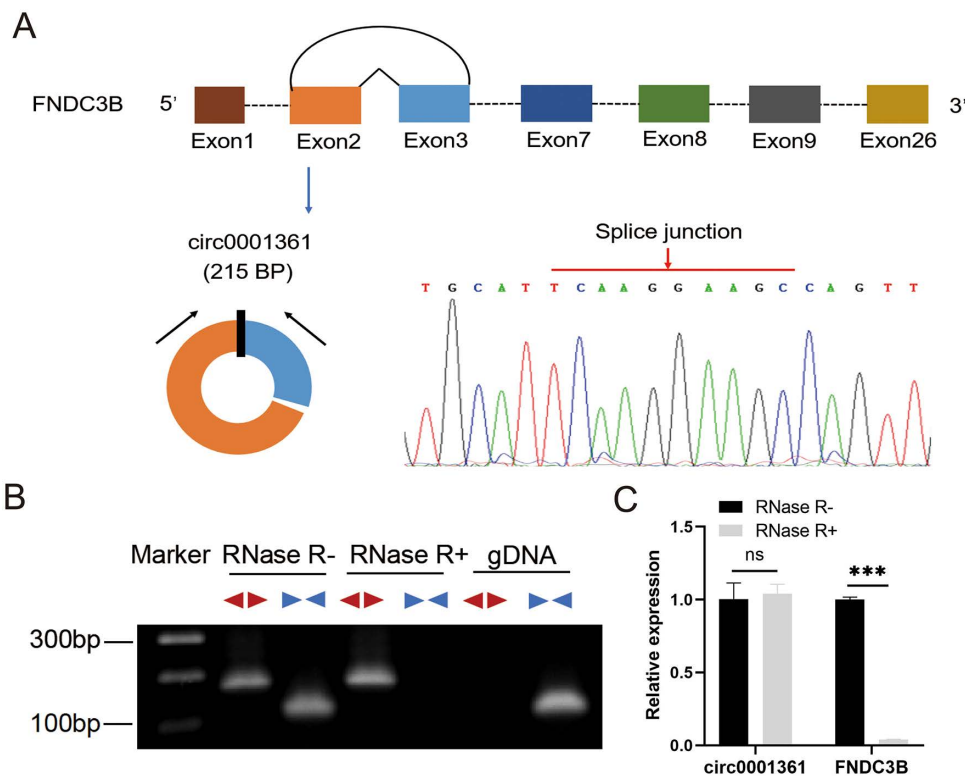 A
FNDC3B 5' 3'
Exon1 Exon2 Exon3 Exon7 Exon8 Exon9 Exon26
circ0001361
(215 BP)
Splice junction
T G C A T T C A A G G A A G C C A G T T
B
Marker RNase R- RNase R+ gDNA
300bp
100bp
C
RNase R-
RNase R+
Relative expression
1.5
1.0
0.5
0.0
ns
***
circ0001361 FNDC3B